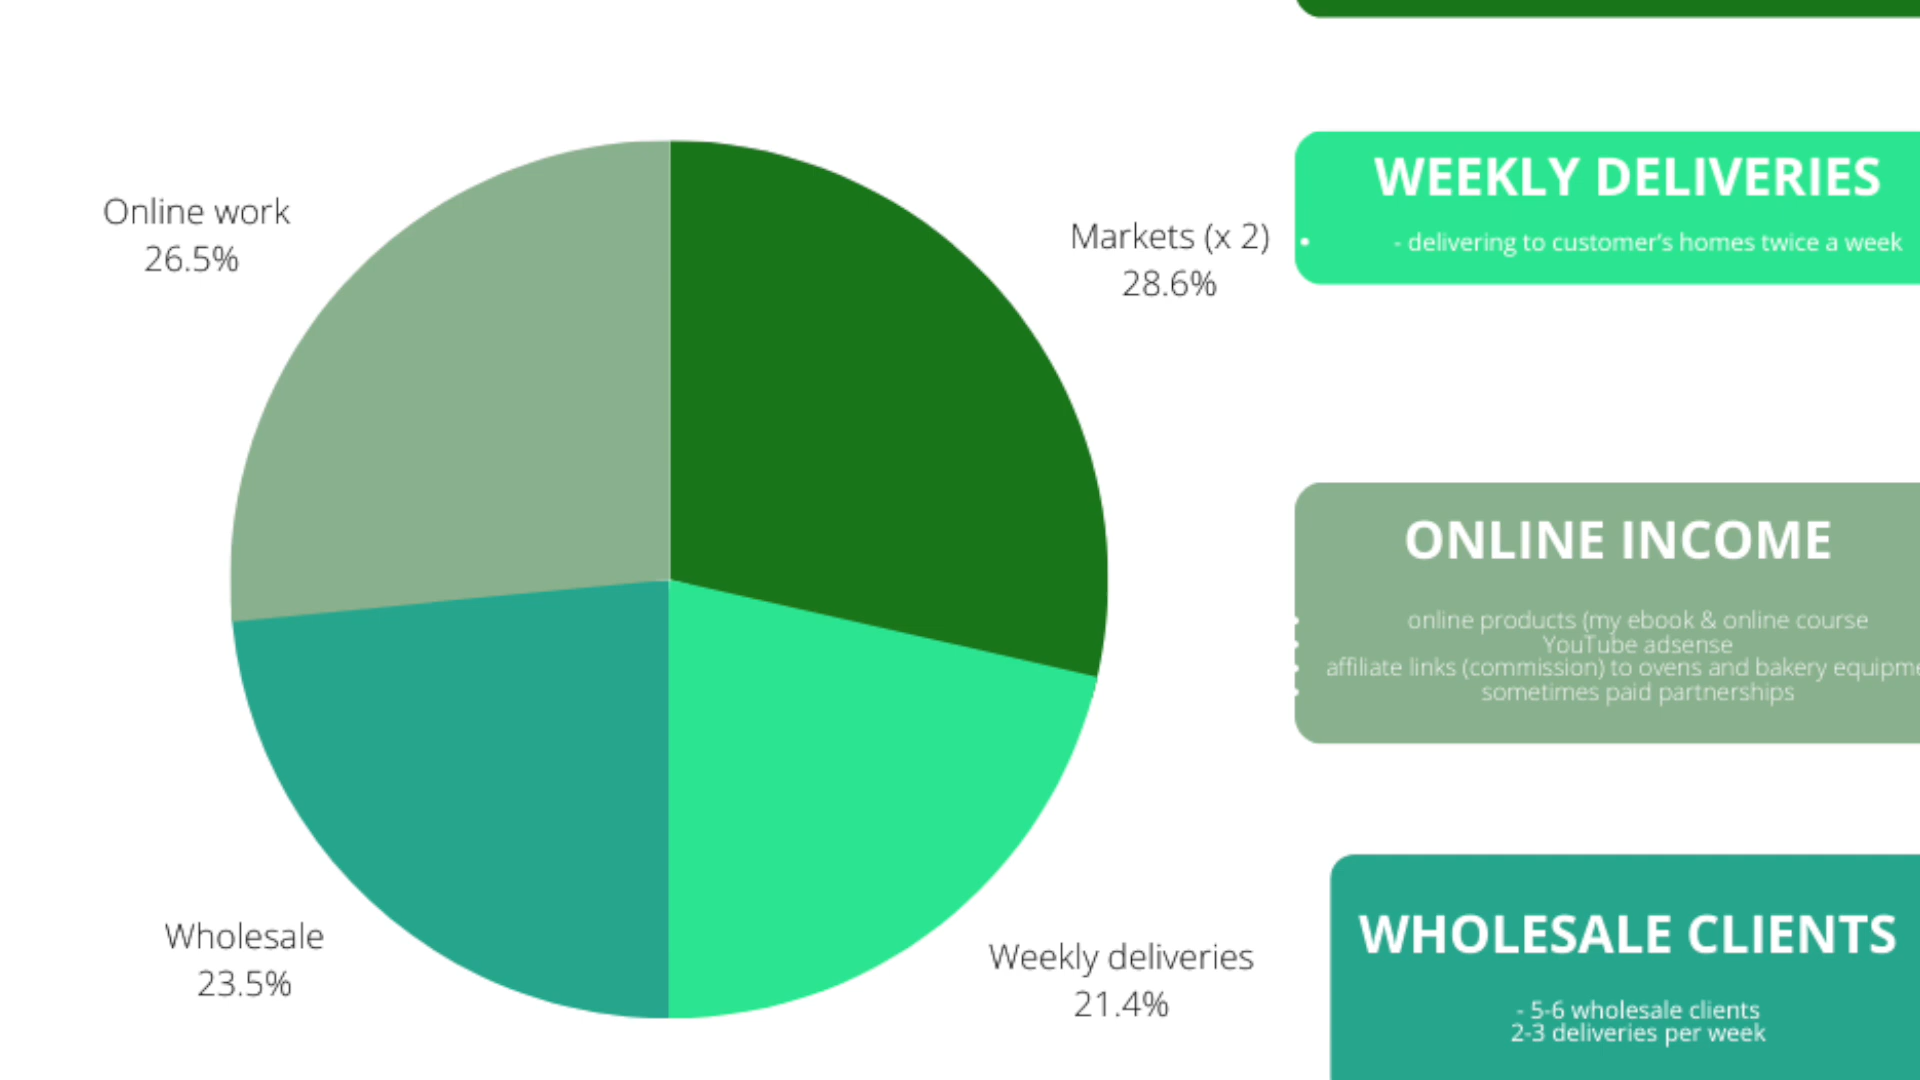 Online work
26.5%
Markets (x 2)
28.6%
Wholesale
23.5%
Weekly deliveries
21.4%
WEEKLY DELIVERIES
• - delivering to customer's homes twice a week
ONLINE INCOME
• online products (my ebook & online course
• YouTube adsense
• affiliate links (commission) to ovens and bakery
• sometimes paid partnerships
WHOLESALE CLIENTS
- 5-6 wholesale clients
2-3 deliveries per week